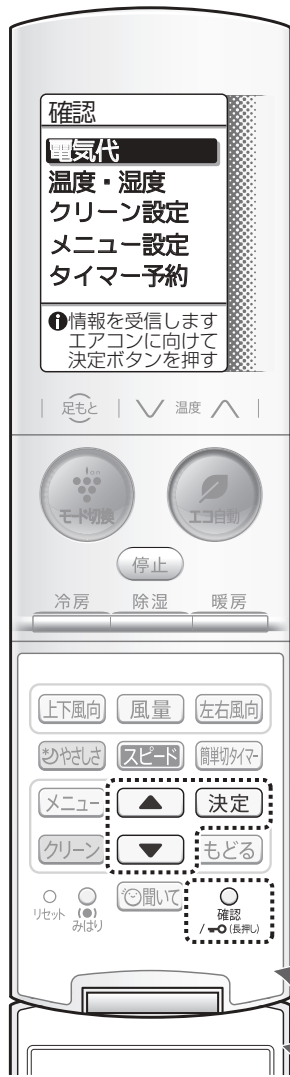 確認
電気代
温度・湿度
クリーン設定
メニュー設定
タイマー予約
情報を受信します
エアコンに向けて
決定ボタンを押す
足もと 温度
ion
モード切換 エコ自動
停止
冷房 除湿 暖房
上下風向 風量 左右風向
やさしさ スピード 簡単切タイマー
メニュー 決定
クリーン もどる
聞いて
リセット みはり
確認
/ (長押し)